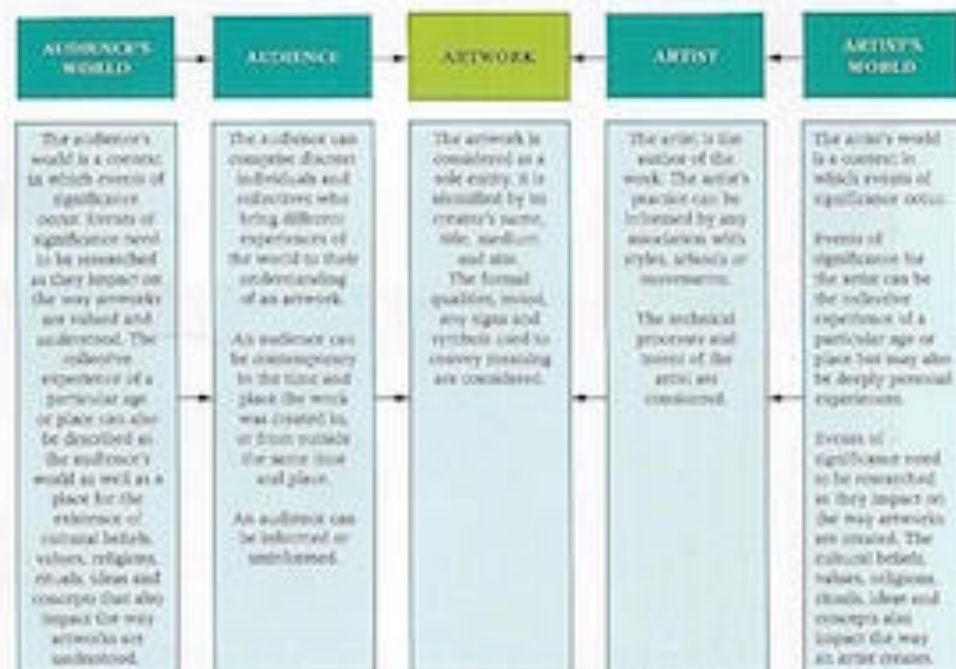 AUDIENCE'S
WORLD
AUDIENCE
ARTWORK
ARTIST
ARTIST'S
WORLD
The audience's
world is a context
in which events of
significance
occur. Events of
significance need
to be researched
as they impact on
the way artworks
are valued and
understood. The
collective
experience of a
particular age
or place can also
be described as
the audience's
world as well as a
place for the
existence of
cultural beliefs,
values, religions,
rituals, ideas and
concepts that also
impact the way
artworks are
understood.
The audience can
comprise discreet
individuals and
collectives who
bring different
experiences of
the world to their
understanding
of an artwork.
An audience can
be contemporary
to the time and
place the work
was created in,
or from outside
the same time
and place.
An audience can
be informed or
uninformed.
The artwork is
considered as a
sole entity. It is
identified by its
creator's name,
title, medium
and size.
The formal
qualities, mood,
any signs and
symbols used to
convey meaning
are considered.
The artist is the
author of the
work. The artist's
practice can be
informed by any
association with
styles, schools or
movements.
The technical
processes and
intent of the
artist are
considered.
The artist's world
is a context in
which events of
significance occur.
Events of
significance for
the artist can be
the collective
experience of a
particular age or
place but may also
be deeply personal
experiences.
Events of
significance need
to be researched
as they impact on
the way artworks
are created. The
cultural beliefs,
values, religions,
rituals, ideas and
concepts also
impact the way
an artist creates.